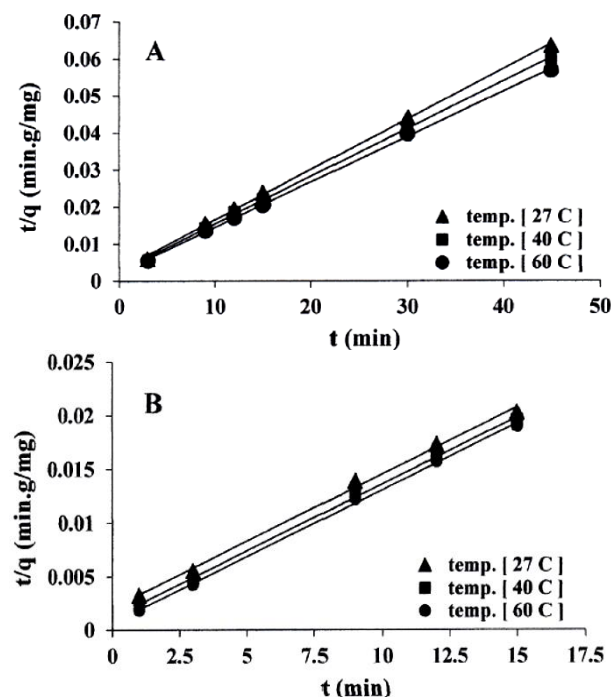 0.07
A
0.06
0.05
0.04
0.03
0.02
0.01
0
t/q (min.g/mg)
temp. [ 27 C ]
temp. [ 40 C ]
temp. [ 60 C ]
0 10 20 30 40 50
t (min)
0.025
B
0.02
0.015
0.01
0.005
0
t/q (min.g/mg)
temp. [ 27 C ]
temp. [ 40 C ]
temp. [ 60 C ]
0 2.5 5 7.5 10 12.5 15 17.5
t (min)